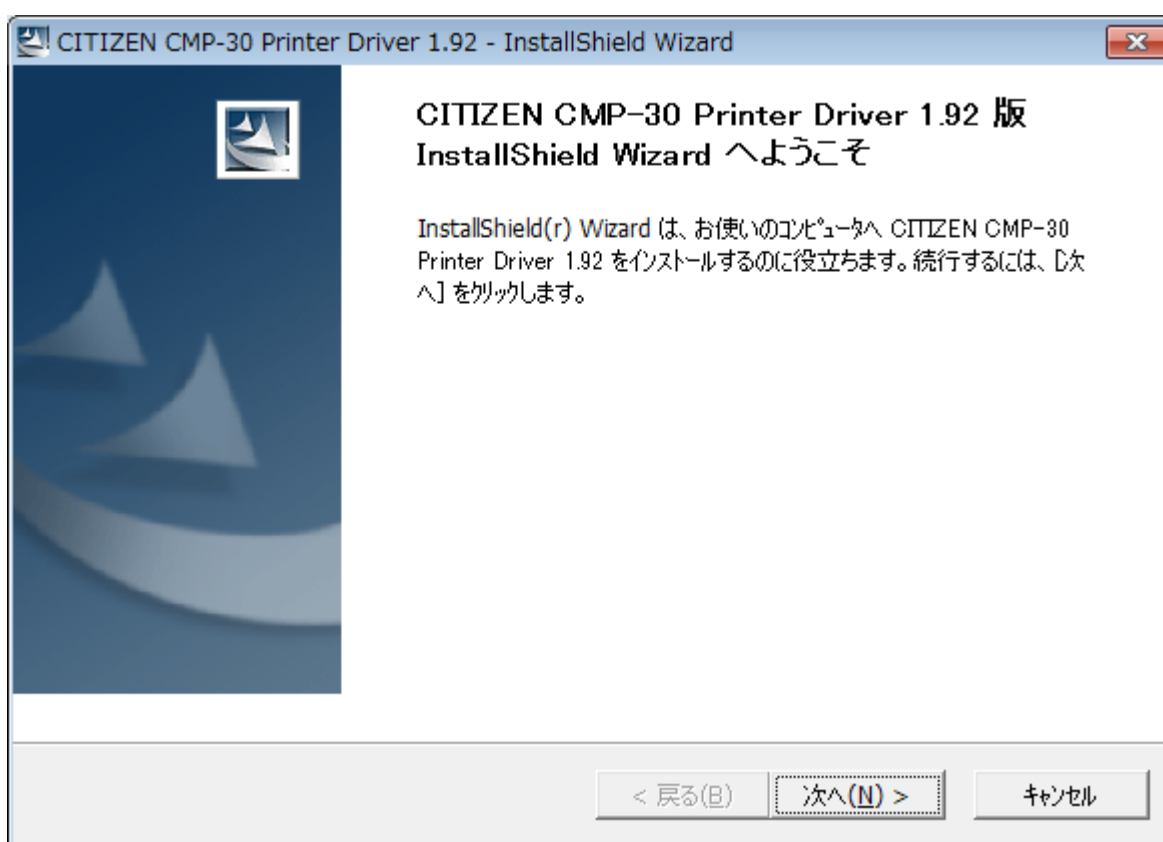 CITIZEN CMP-30 Printer Driver 1.92 - InstallShield Wizard
CITIZEN CMP-30 Printer Driver 1.92 版
InstallShield Wizard へようこそ
InstallShield(r) Wizard は、お使いのｺﾝﾋﾟｭｰﾀへ CITIZEN CMP-30
Printer Driver 1.92 をインストールするのに役立ちます。続行するには、[次
へ] をｸﾘｯｸします。
< 戻る(B)
次へ(N) >
ｷｬﾝｾﾙ